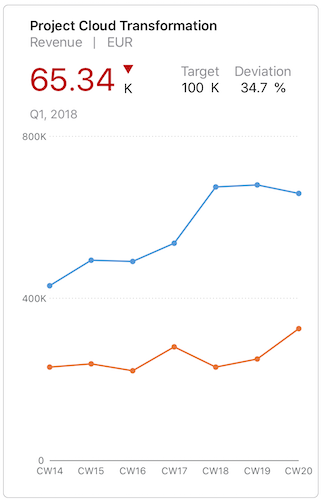 Project Cloud Transformation
Revenue | EUR
65.34 K
Target Deviation
100 K 34.7 %
Q1, 2018
800K
400K
0
CW14 CW15 CW16 CW17 CW18 CW19 CW20